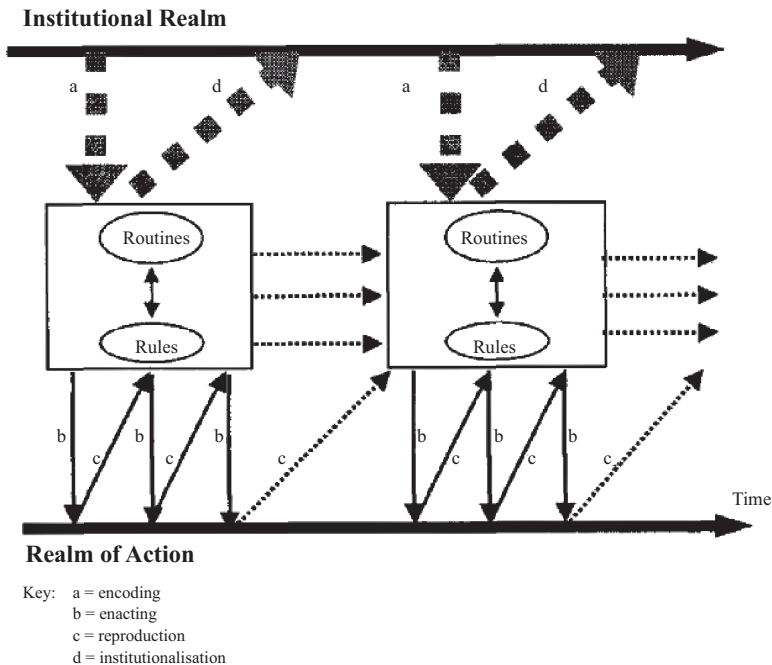 Institutional Realm
a
d
a
d
Routines
Rules
Routines
Rules
b
c
b
c
b
c
b
c
b
c
b
c
Time
Realm of Action
Key: a = encoding
b = enacting
c = reproduction
d = institutionalisation